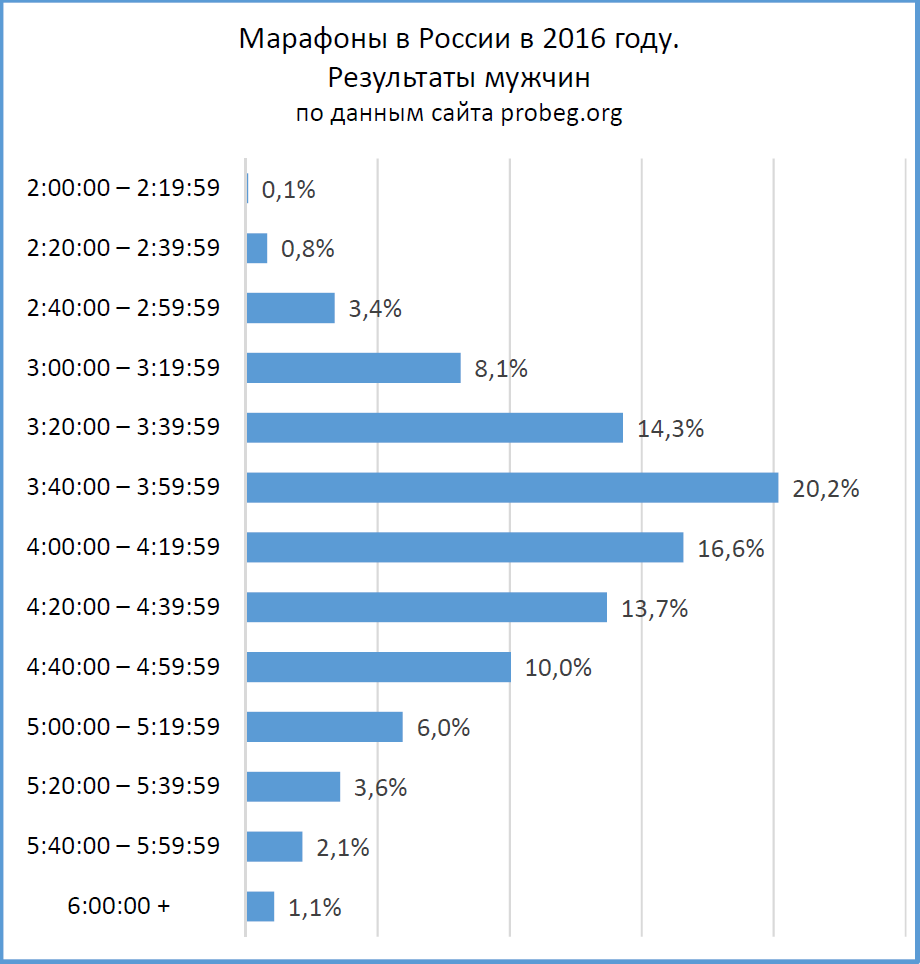 Марафоны в России в 2016 году.
Результаты мужчин
по данным сайта probeg.org
2:00:00 – 2:19:59 0,1%
2:20:00 – 2:39:59 0,8%
2:40:00 – 2:59:59 3,4%
3:00:00 – 3:19:59 8,1%
3:20:00 – 3:39:59 14,3%
3:40:00 – 3:59:59 20,2%
4:00:00 – 4:19:59 16,6%
4:20:00 – 4:39:59 13,7%
4:40:00 – 4:59:59 10,0%
5:00:00 – 5:19:59 6,0%
5:20:00 – 5:39:59 3,6%
5:40:00 – 5:59:59 2,1%
6:00:00 + 1,1%